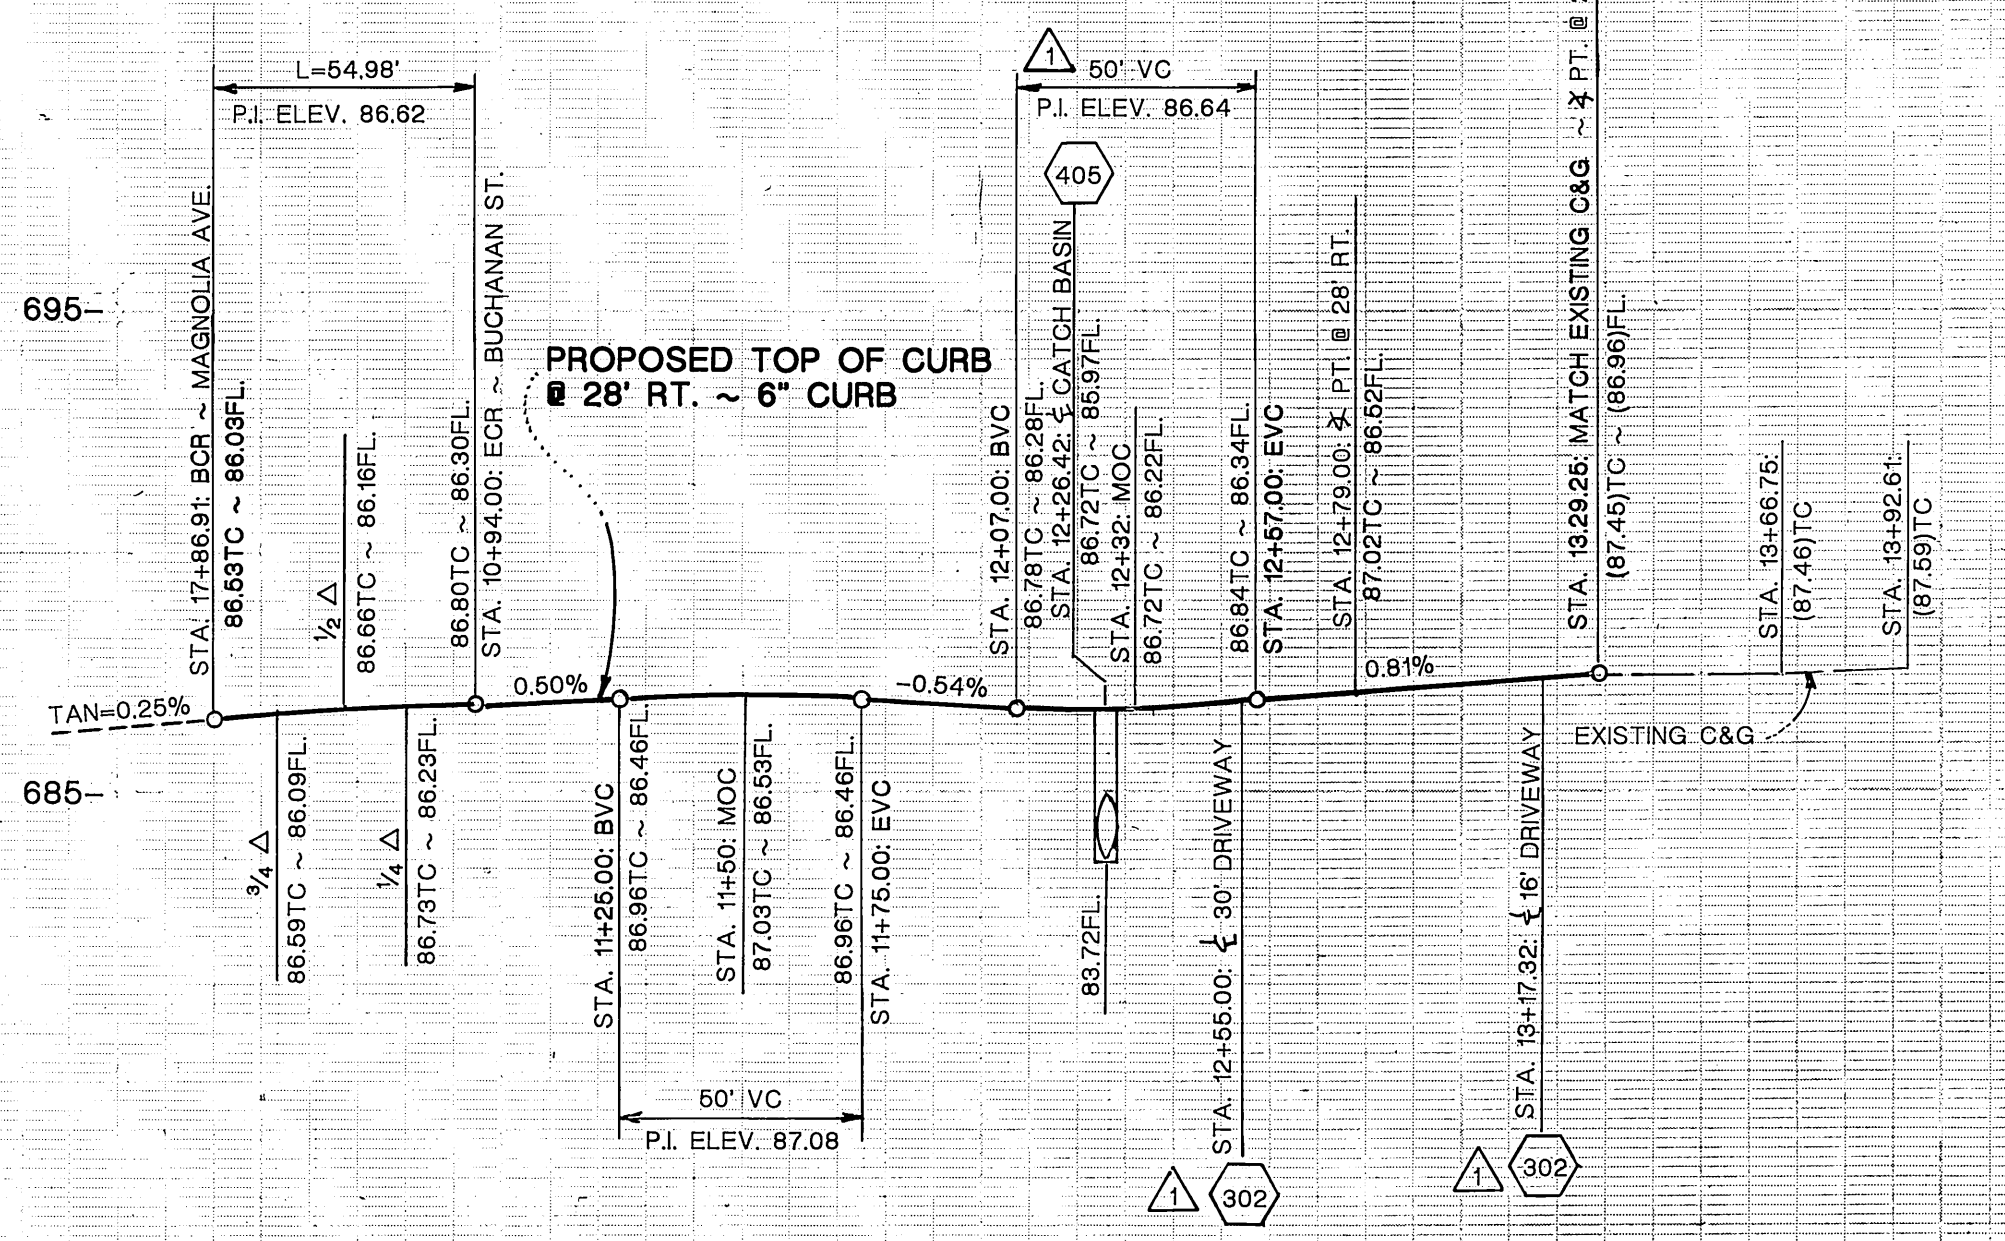 L=54.98'
P.I. ELEV. 86.62
1
50' VC
P.I. ELEV. 86.64
405
695-
685-
STA. 17+86.91: BCR ~ MAGNOLIA AVE.
86.53TC ~ 86.03FL.
1/2 △
86.66TC ~ 86.16FL.
86.80TC ~ 86.30FL.
STA. 10+94.00: ECR ~ BUCHANAN ST.
PROPOSED TOP OF CURB
@ 28' RT. ~ 6" CURB
STA. 12+07.00: BVC
86.78TC ~ 86.28FL.
STA. 12+26.42: ℄ CATCH BASIN
86.72TC ~ 85.97FL.
STA. 12+32: MOC
86.72TC ~ 86.22FL.
86.84TC ~ 86.34FL.
STA. 12+57.00: EVC
STA. 12+79.00: ∡ PT. @ 28' RT.
87.02TC ~ 86.52FL.
STA. 13.29.25: MATCH EXISTING C&G ~ ∡ PT. @
(87.45)TC ~ (86.96)FL.
STA. 13+66.75:
(87.46)TC
STA. 13+92.61:
(87.59)TC
TAN=0.25%
0.50%
-0.54%
0.81%
EXISTING C&G
3/4 △
86.59TC ~ 86.09FL.
1/4 △
86.73TC ~ 86.23FL.
STA. 11+25.00: BVC
86.96TC ~ 86.46FL.
STA. 11+50: MOC
87.03TC ~ 86.53FL.
86.96TC ~ 86.46FL.
STA. 11+75.00: EVC
50' VC
P.I. ELEV. 87.08
83.72FL.
STA. 12+55.00: ℄ 30' DRIVEWAY
1
302
STA. 13+17.32: ℄ 16' DRIVEWAY
1
302